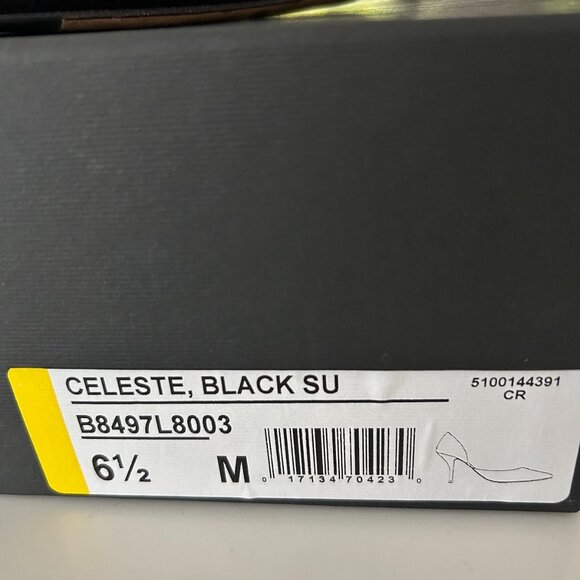 CELESTE, BLACK SU
5100144391
CR
B8497L8003
6½ M
0 17134 70423 0